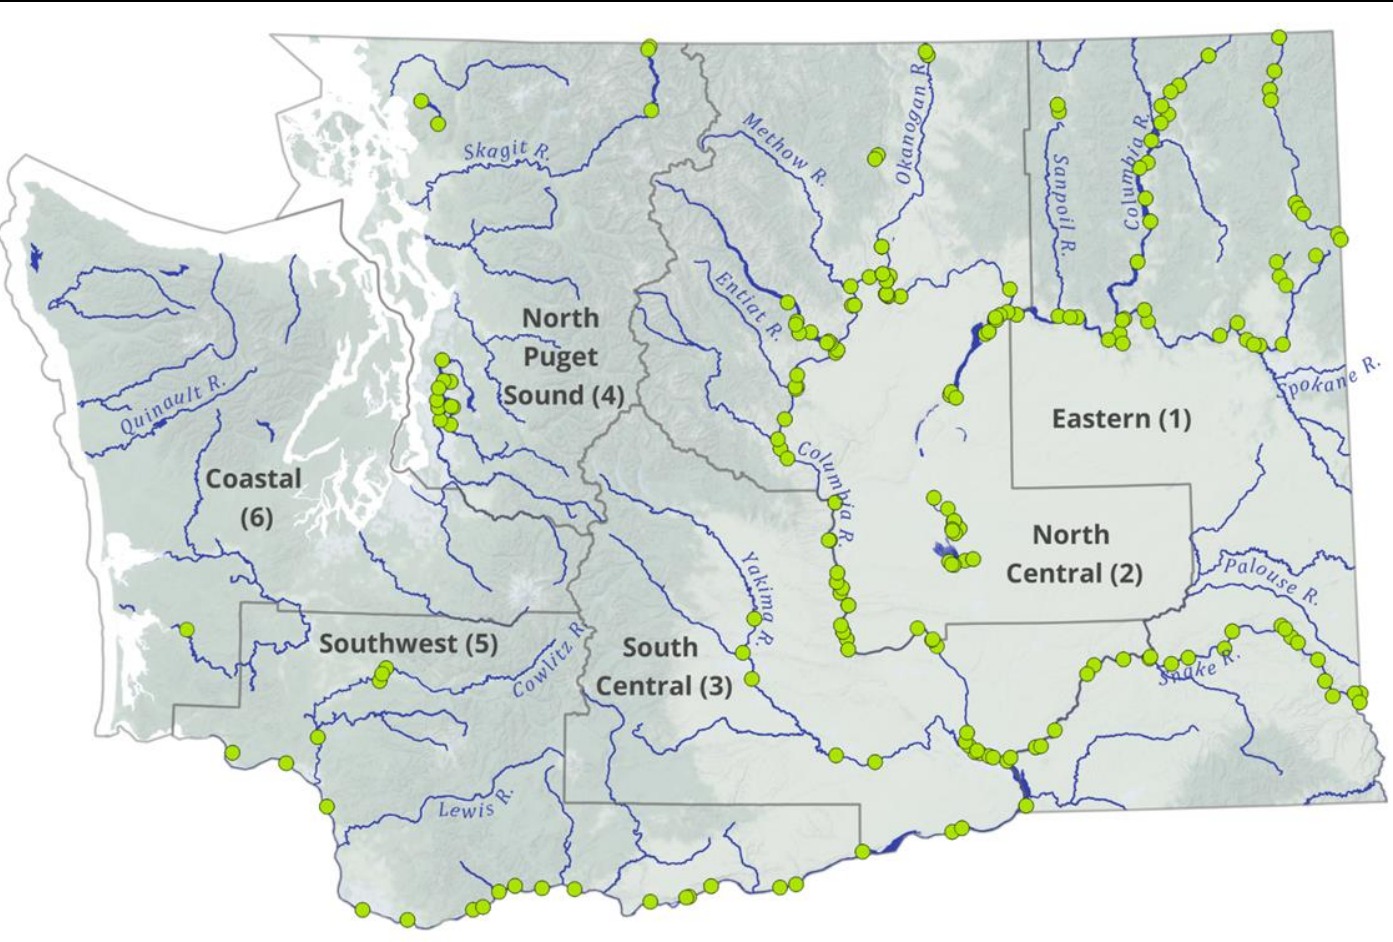 Skagit R.
Methow R.
Okanogan R.
Sanpoil R.
Columbia R.
Entiat R.
North
Puget
Sound (4)
Quinault R.
Spokane R.
Eastern (1)
Coastal
(6)
Columbia R.
North
Central (2)
Yakima R.
Palouse R.
Southwest (5)
Cowlitz R.
South
Central (3)
Snake R.
Lewis R.